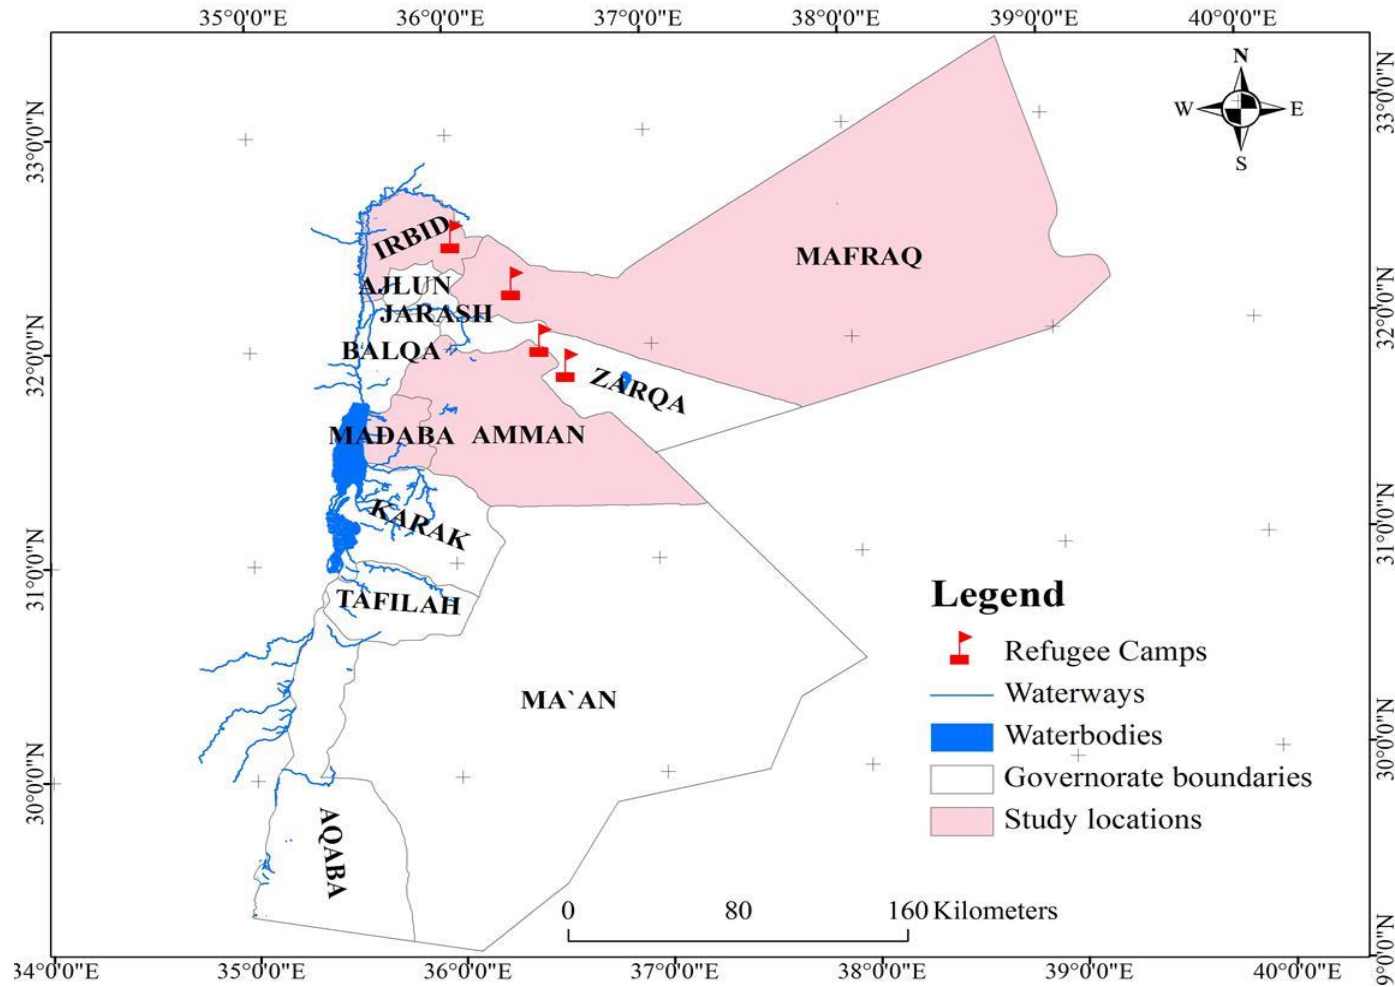 35°0'0"E 36°0'0"E 37°0'0"E 38°0'0"E 39°0'0"E 40°0'0"E
N
W E
S
33°0'0"N
33°0'0"N
IRBID
MAFRAQ
AJLUN
JARASH
32°0'0"N
32°0'0"N
BALQA
ZARQA
MADABA AMMAN
KARAK
31°0'0"N
31°0'0"N
TAFILAH
Legend
Refugee Camps
Waterways
Waterbodies
Governorate boundaries
Study locations
MA`AN
30°0'0"N
30°0'0"N
AQABA
0 80 160 Kilometers
34°0'0"E 35°0'0"E 36°0'0"E 37°0'0"E 38°0'0"E 39°0'0"E 40°0'0"E